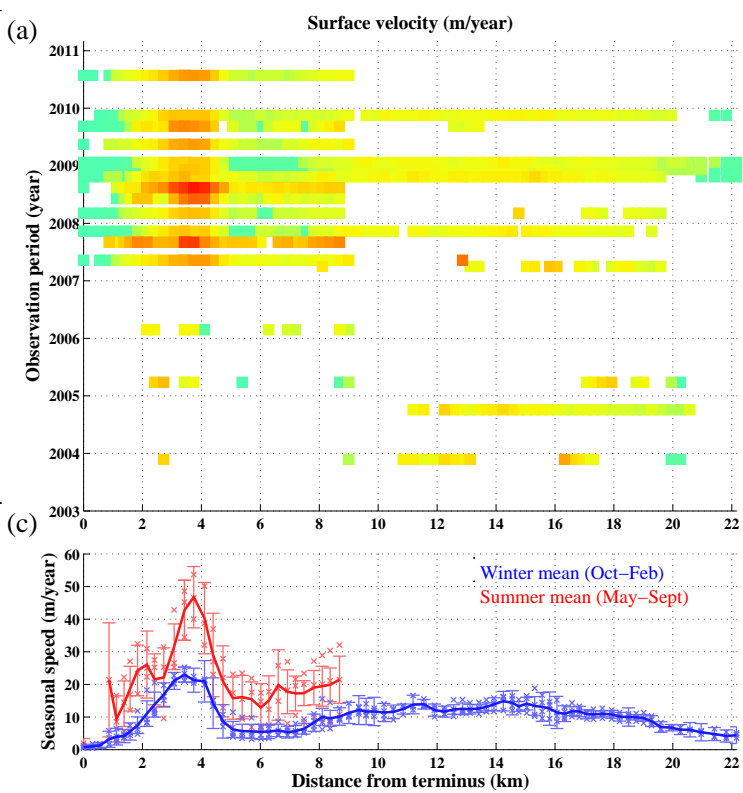 (a)
Surface velocity (m/year)
Observation period (year)
2011
2010
2009
2008
2007
2006
2005
2004
2003
0 2 4 6 8 10 12 14 16 18 20 22
(c)
Seasonal speed (m/year)
60
50
40
30
20
10
0
Winter mean (Oct–Feb)
Summer mean (May–Sept)
0 2 4 6 8 10 12 14 16 18 20 22
Distance from terminus (km)